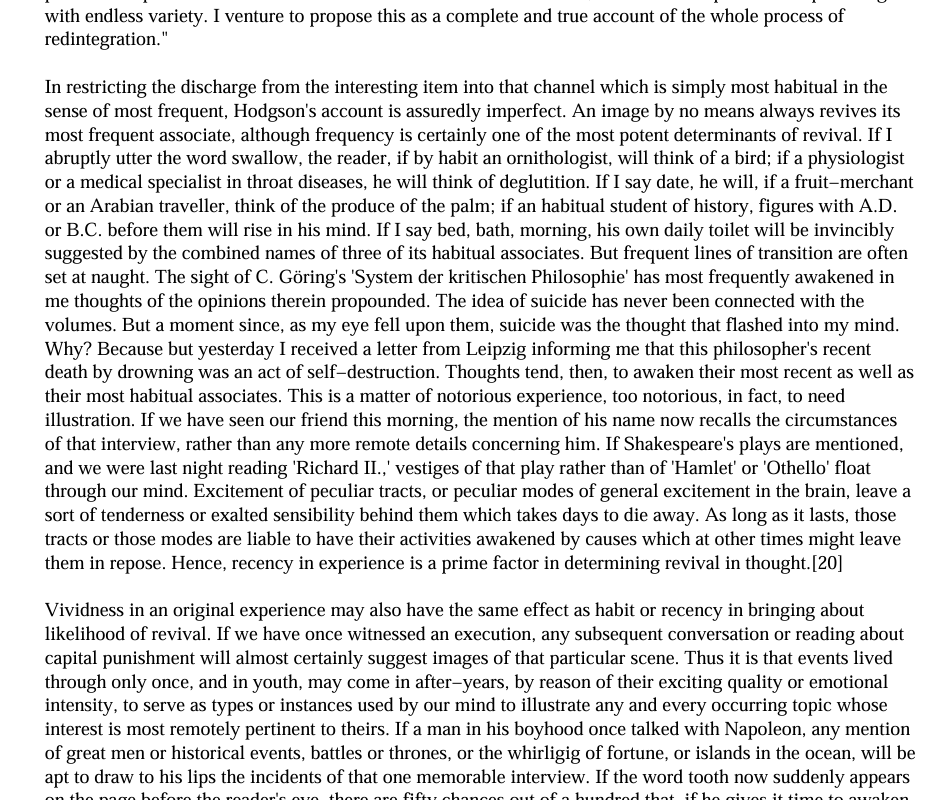 with endless variety. I venture to propose this as a complete and true account of the whole process of
redintegration."
In restricting the discharge from the interesting item into that channel which is simply most habitual in the
sense of most frequent, Hodgson's account is assuredly imperfect. An image by no means always revives its
most frequent associate, although frequency is certainly one of the most potent determinants of revival. If I
abruptly utter the word swallow, the reader, if by habit an ornithologist, will think of a bird; if a physiologist
or a medical specialist in throat diseases, he will think of deglutition. If I say date, he will, if a fruit−merchant
or an Arabian traveller, think of the produce of the palm; if an habitual student of history, figures with A.D.
or B.C. before them will rise in his mind. If I say bed, bath, morning, his own daily toilet will be invincibly
suggested by the combined names of three of its habitual associates. But frequent lines of transition are often
set at naught. The sight of C. Göring's 'System der kritischen Philosophie' has most frequently awakened in
me thoughts of the opinions therein propounded. The idea of suicide has never been connected with the
volumes. But a moment since, as my eye fell upon them, suicide was the thought that flashed into my mind.
Why? Because but yesterday I received a letter from Leipzig informing me that this philosopher's recent
death by drowning was an act of self−destruction. Thoughts tend, then, to awaken their most recent as well as
their most habitual associates. This is a matter of notorious experience, too notorious, in fact, to need
illustration. If we have seen our friend this morning, the mention of his name now recalls the circumstances
of that interview, rather than any more remote details concerning him. If Shakespeare's plays are mentioned,
and we were last night reading 'Richard II.,' vestiges of that play rather than of 'Hamlet' or 'Othello' float
through our mind. Excitement of peculiar tracts, or peculiar modes of general excitement in the brain, leave a
sort of tenderness or exalted sensibility behind them which takes days to die away. As long as it lasts, those
tracts or those modes are liable to have their activities awakened by causes which at other times might leave
them in repose. Hence, recency in experience is a prime factor in determining revival in thought.[20]
Vividness in an original experience may also have the same effect as habit or recency in bringing about
likelihood of revival. If we have once witnessed an execution, any subsequent conversation or reading about
capital punishment will almost certainly suggest images of that particular scene. Thus it is that events lived
through only once, and in youth, may come in after−years, by reason of their exciting quality or emotional
intensity, to serve as types or instances used by our mind to illustrate any and every occurring topic whose
interest is most remotely pertinent to theirs. If a man in his boyhood once talked with Napoleon, any mention
of great men or historical events, battles or thrones, or the whirligig of fortune, or islands in the ocean, will be
apt to draw to his lips the incidents of that one memorable interview. If the word tooth now suddenly appears
on the page before the reader's eye, there are fifty chances out of a hundred that, if he gives it time to awaken